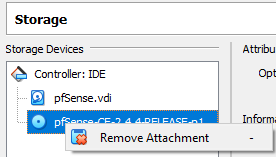 Storage
Storage Devices
Attribu
Controller: IDE
Opt
pfSense.vdi
pfSense-CE-2.4.4-RELEASE-p1
Informa
Remove Attachment -